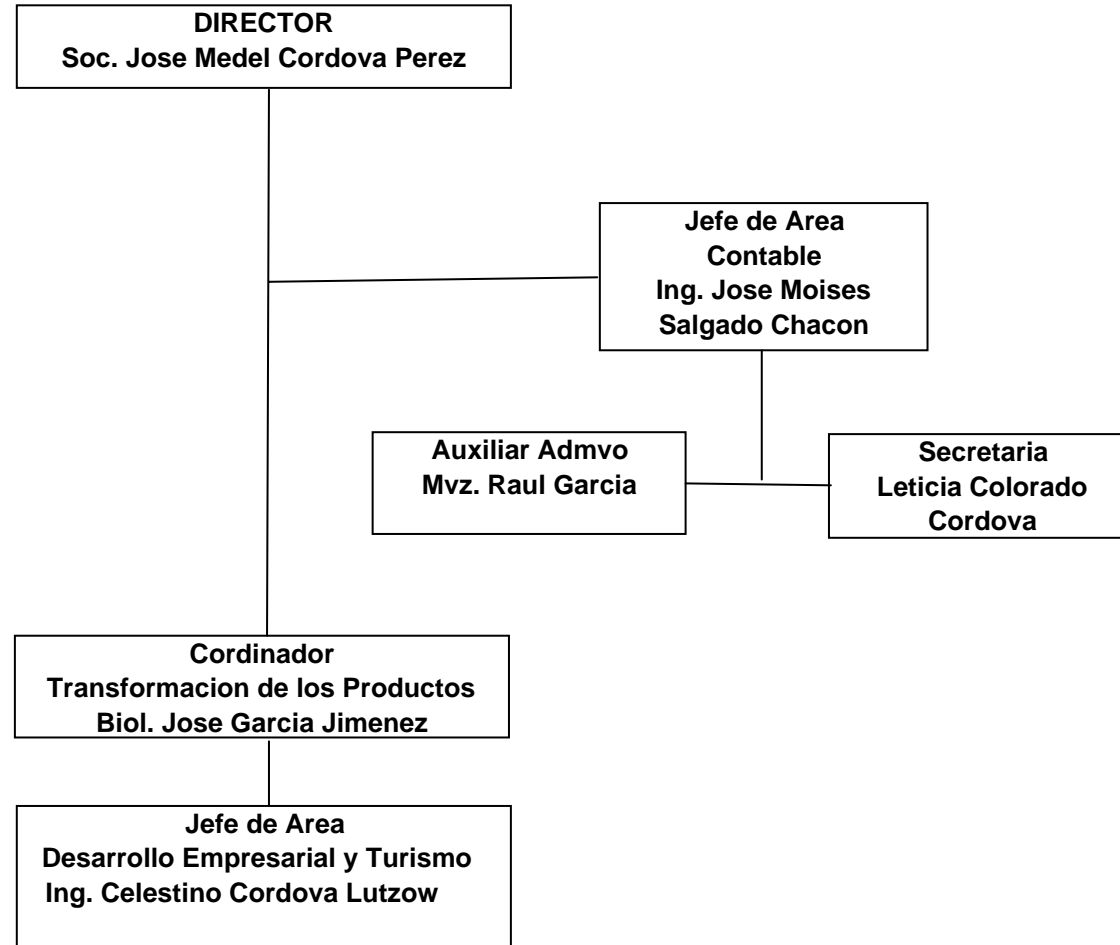 DIRECTOR
Soc. Jose Medel Cordova Perez
Jefe de Area
Contable
Ing. Jose Moises
Salgado Chacon
Auxiliar Admvo
Mvz. Raul Garcia
Secretaria
Leticia Colorado
Cordova
Cordinador
Transformacion de los Productos
Biol. Jose Garcia Jimenez
Jefe de Area
Desarrollo Empresarial y Turismo
Ing. Celestino Cordova Lutzow